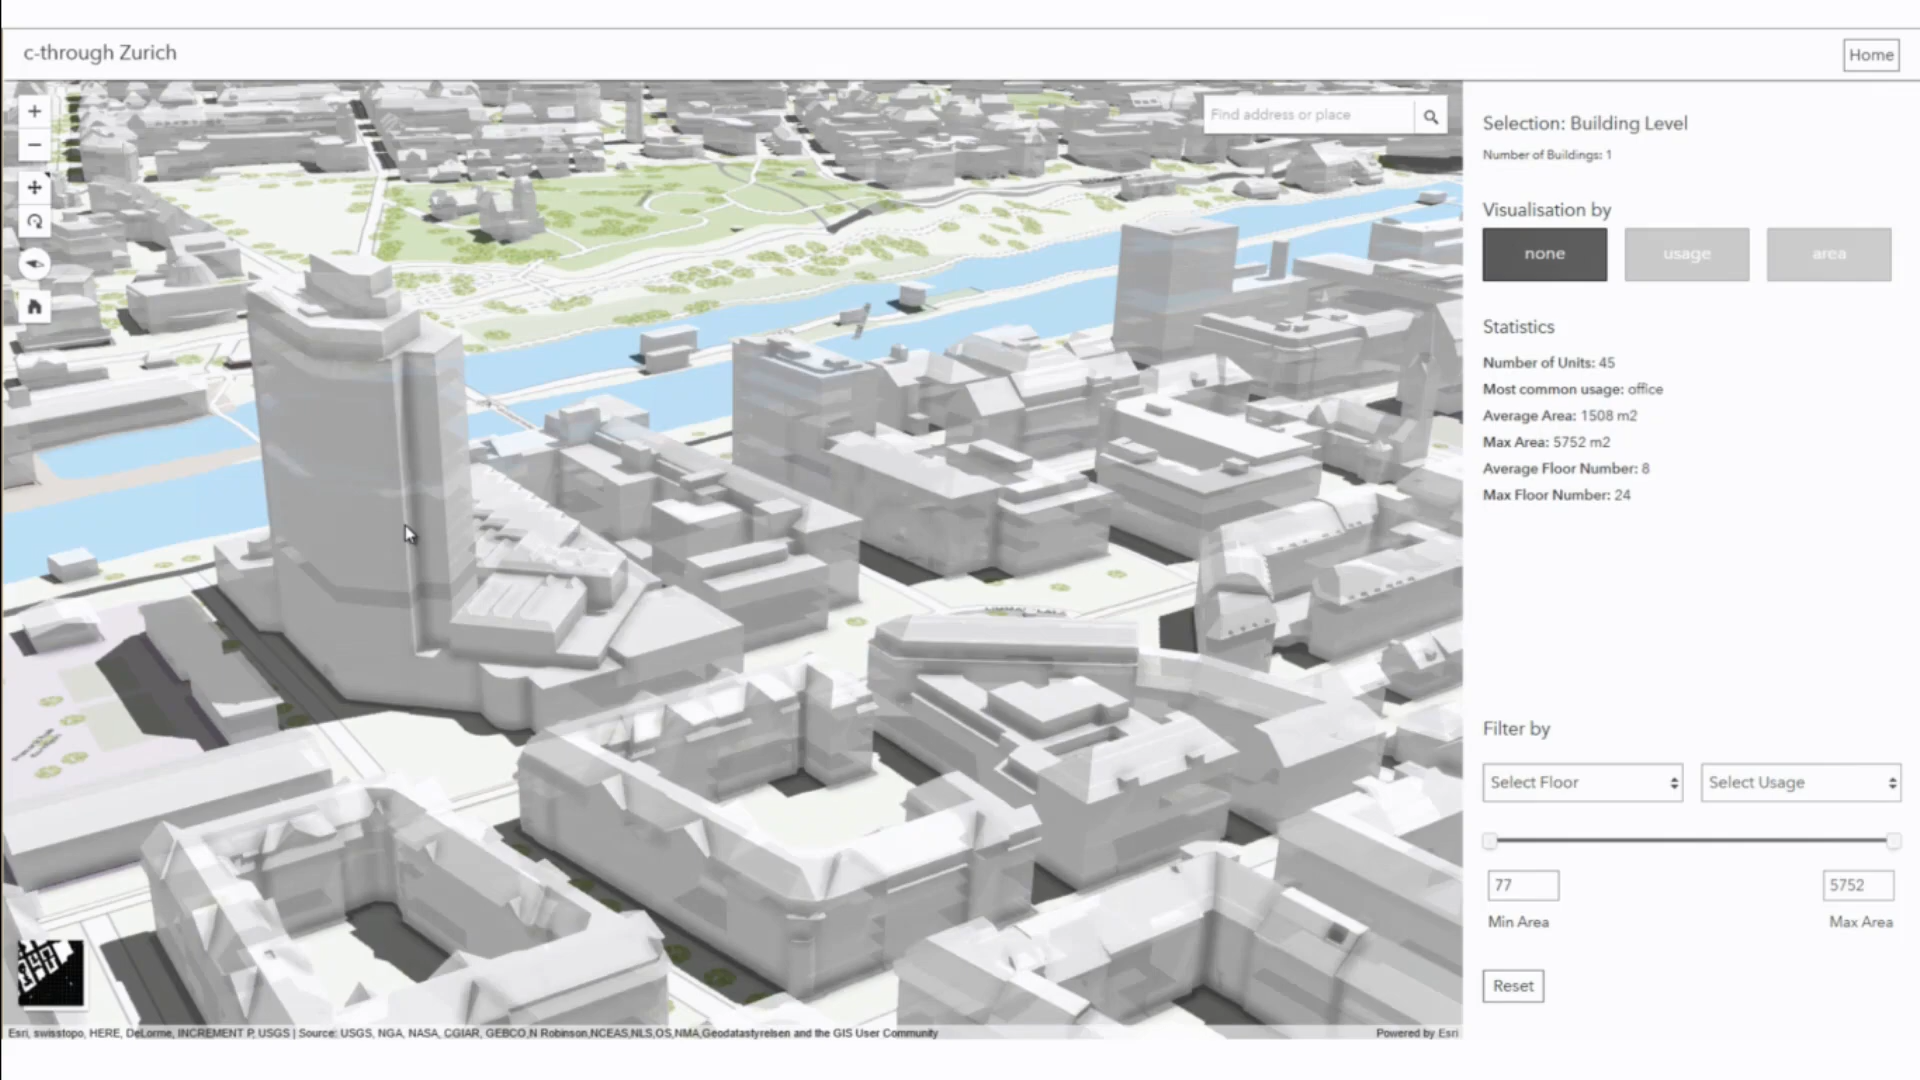 c-through Zurich
Home
Find address or place
Selection: Building Level
Number of Buildings: 1
Visualisation by
none
usage
area
Statistics
Number of Units: 45
Most common usage: office
Average Area: 1508 m2
Max Area: 5752 m2
Average Floor Number: 8
Max Floor Number: 24
Filter by
Select Floor
Select Usage
77
5752
Min Area
Max Area
Reset
Esri, swisstopo, HERE, DeLorme, INCREMENT P, USGS | Source: USGS, NGA, NASA, CGIAR, GEBCO,N Robinson,NCEAS,NLS,OS,NMA,Geodatastyrelsen and the GIS User Community
Powered by Esri